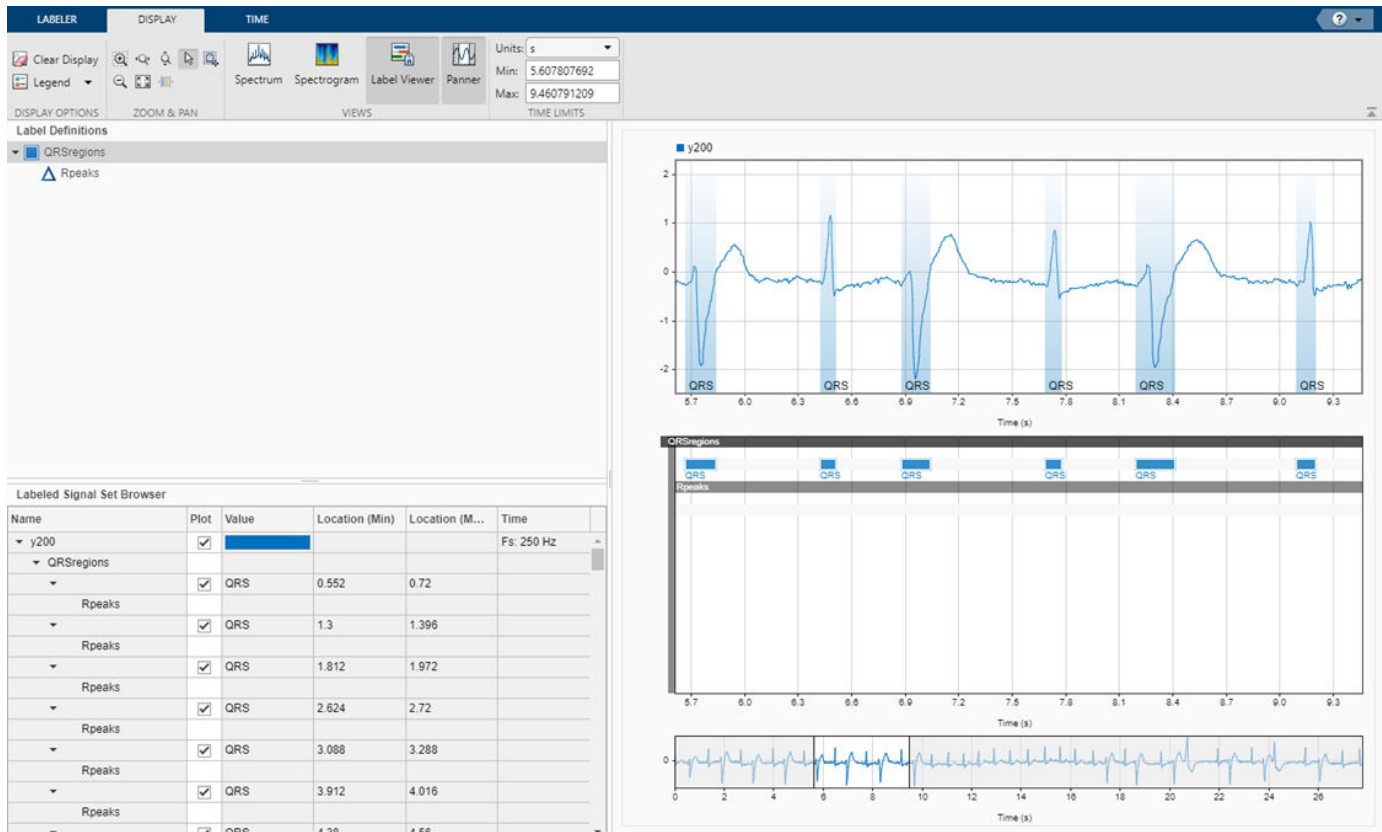 LABELER DISPLAY TIME
?
Clear Display
Legend
DISPLAY OPTIONS
ZOOM & PAN
Spectrum Spectrogram Label Viewer Panner
VIEWS
Units: s
Min: 5.607807692
Max: 9.460791209
TIME LIMITS
Label Definitions
QRSregions
Rpeaks
Labeled Signal Set Browser
Name Plot Value Location (Min) Location (M... Time
y200 Fs: 250 Hz
QRSregions
QRS 0.552 0.72
Rpeaks
QRS 1.3 1.396
Rpeaks
QRS 1.812 1.972
Rpeaks
QRS 2.624 2.72
Rpeaks
QRS 3.088 3.288
Rpeaks
QRS 3.912 4.016
Rpeaks
QRS 4.38 4.56
y200
2
1
0
-1
-2
QRS QRS QRS QRS QRS QRS
5.7 6.0 6.3 6.6 6.9 7.2 7.5 7.8 8.1 8.4 8.7 9.0 9.3
Time (s)
QRSregions
QRS QRS QRS QRS QRS QRS
Rpeaks
5.7 6.0 6.3 6.6 6.9 7.2 7.5 7.8 8.1 8.4 8.7 9.0 9.3
Time (s)
0
0 2 4 6 8 10 12 14 16 18 20 22 24 26
Time (s)